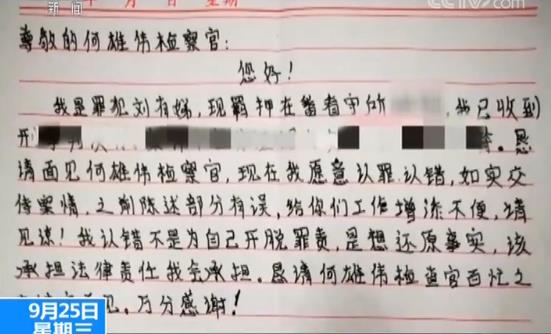 新闻
月 日 星期
尊敬的何雄伟检察官:
您好!
我是罪犯刘有娣,现羁押在番看守所 我已收到
开 。恳
请面见何雄伟检察官,现在我愿意认罪认错,如实交
待案情。之前陈述部分有误,给你们工作增添不便,请
见谅!我认错不是为自己开脱罪责,是想还原事实,该
承担法律责任我会承担。恳请何雄伟检查官百忙之
见。万分感谢!
9月25日
星期三